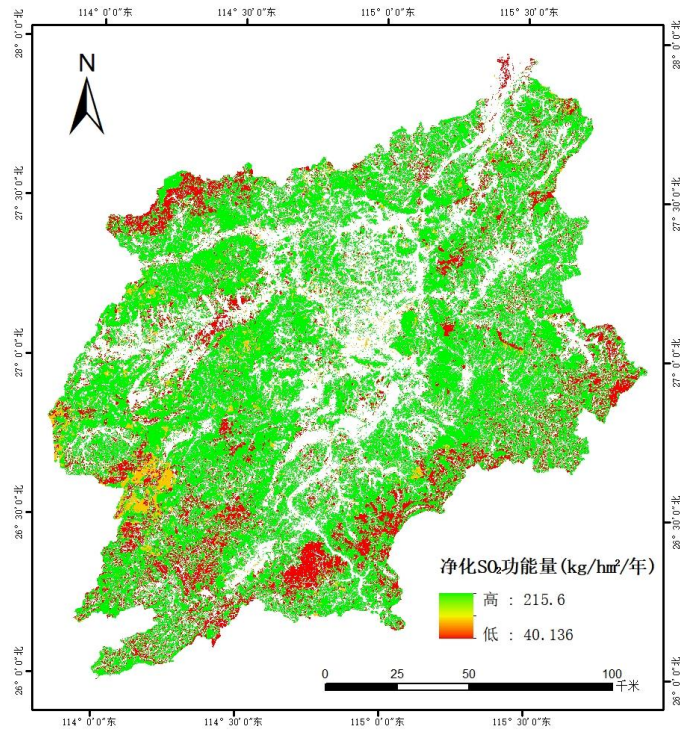 114° 0′0″东 114° 30′0″东 115° 0′0″东 115° 30′0″东
N
28° 0′0″北 28° 0′0″北
27° 30′0″北 27° 30′0″北
27° 0′0″北 27° 0′0″北
26° 30′0″北 26° 30′0″北
26° 0′0″北 26° 0′0″北
净化SO₂功能量(kg/hm²/年)
高 : 215.6
低 : 40.136
0 25 50 100
千米
114° 0′0″东 114° 30′0″东 115° 0′0″东 115° 30′0″东